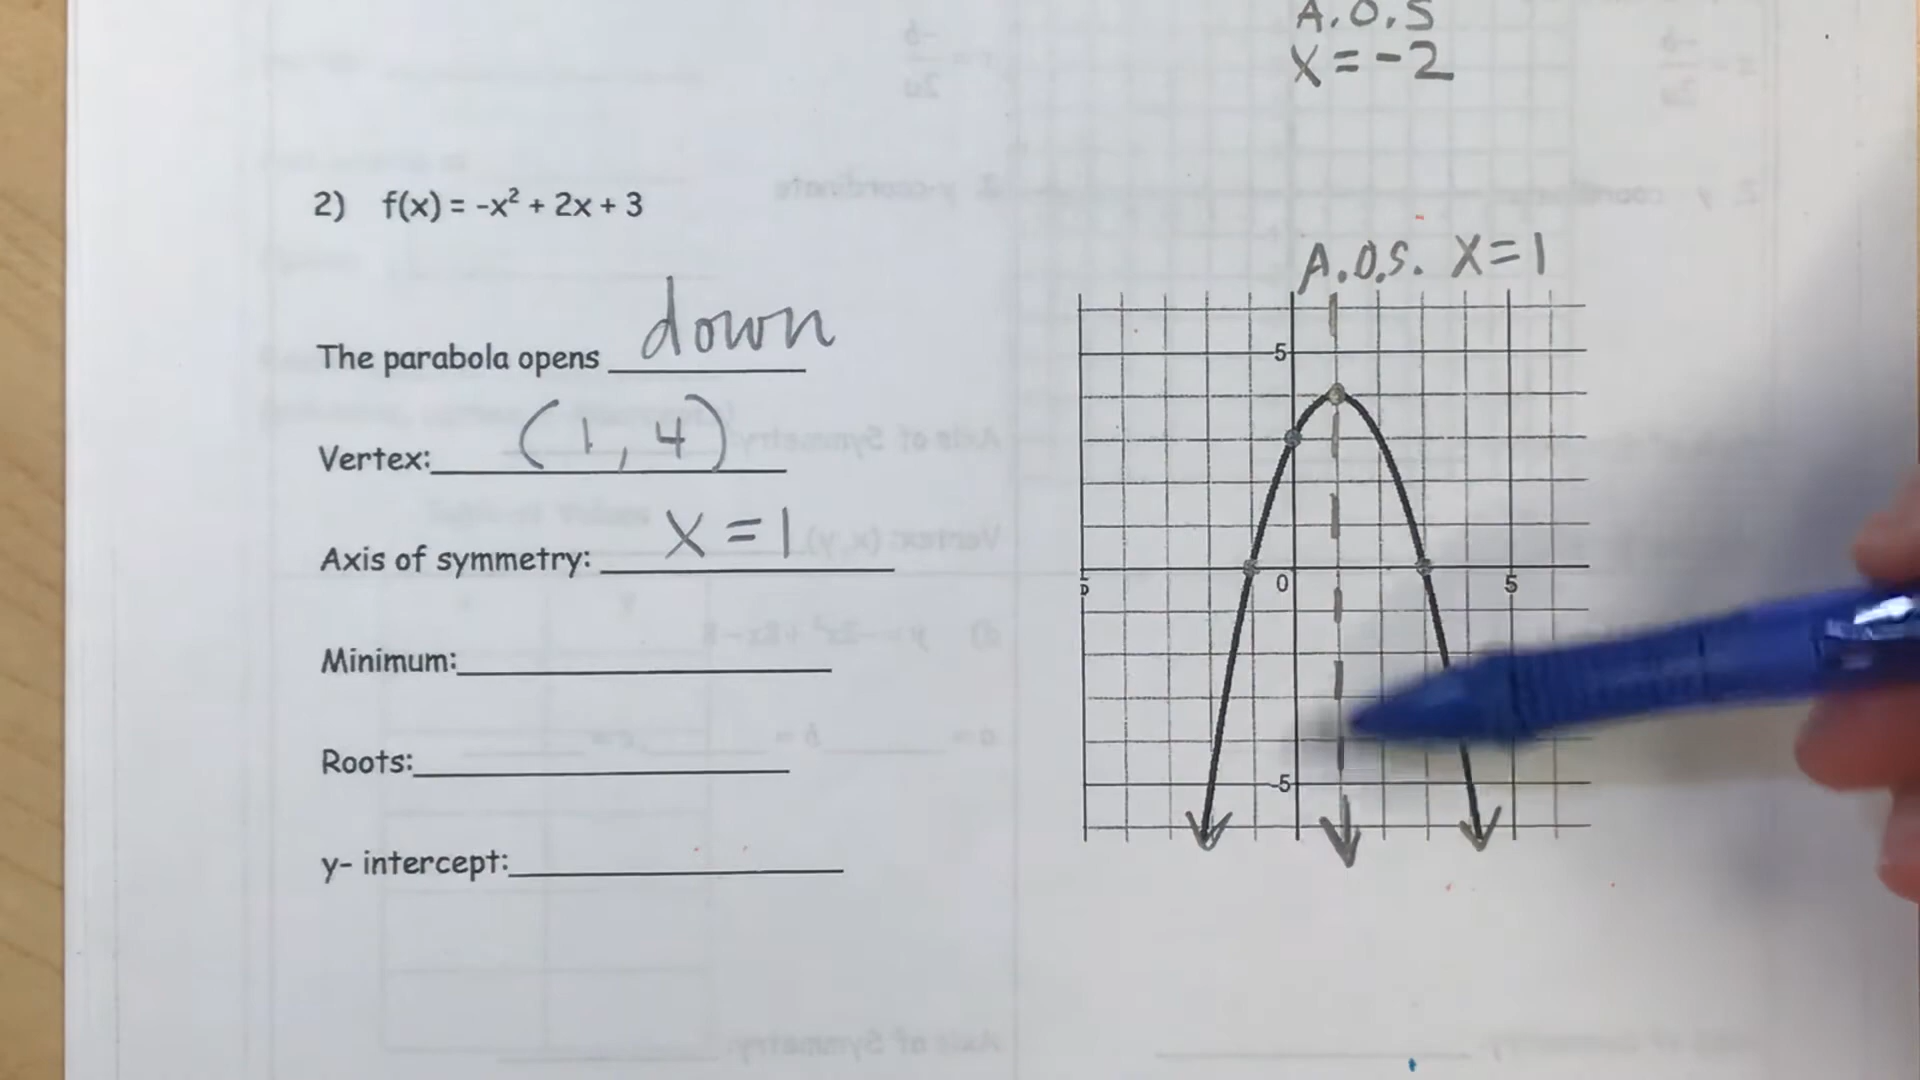 A.O.S
X = -2
2) f(x) = -x² + 2x + 3
A.O.S. X = 1
The parabola opens down
5
Vertex: (1, 4)
Axis of symmetry: X = 1
0
5
Minimum:
Roots:
-5
y- intercept: